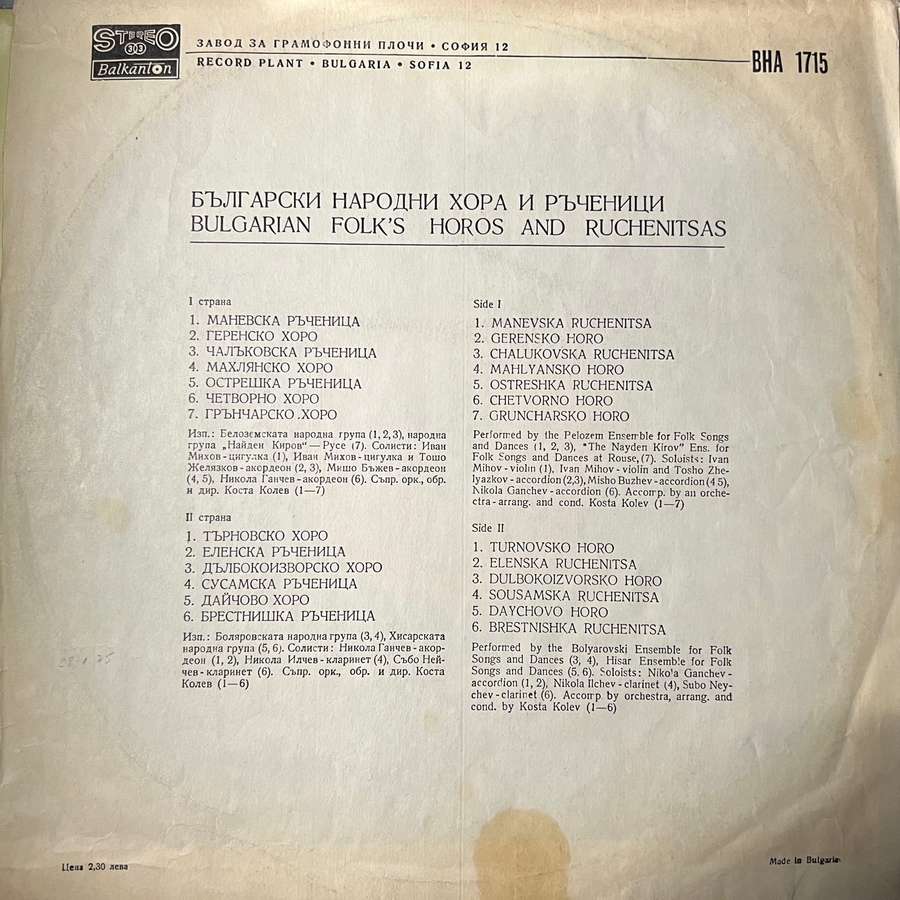 STEREO
33
Balkanton
ЗАВОД ЗА ГРАМОФОННИ ПЛОЧИ • СОФИЯ 12
RECORD PLANT • BULGARIA • SOFIA 12
ВНА 1715
БЪЛГАРСКИ НАРОДНИ ХОРА И РЪЧЕНИЦИ
BULGARIAN FOLK'S HOROS AND RUCHENITSAS
I страна
1. МАНЕВСКА РЪЧЕНИЦА
2. ГЕРЕНСКО ХОРО
3. ЧАЛЪКОВСКА РЪЧЕНИЦА
4. МАХЛЯНСКО ХОРО
5. ОСТРЕШКА РЪЧЕНИЦА
6. ЧЕТВОРНО ХОРО
7. ГРЪНЧАРСКО ХОРО
Изп.: Белоземската народна група (1, 2, 3), народна
група „Найден Киров“ — Русе (7). Солисти: Иван
Михов-цигулка (1), Иван Михов-цигулка и Тошо
Желязков-акордеон (2, 3), Мишо Бъжев-акордеон
(4, 5), Никола Ганчев-акордеон (6). Съпр. орк., обр.
и дир. Коста Колев (1—7)
II страна
1. ТЪРНОВСКО ХОРО
2. ЕЛЕНСКА РЪЧЕНИЦА
3. ДЪЛБОКОИЗВОРСКО ХОРО
4. СУСАМСКА РЪЧЕНИЦА
5. ДАЙЧОВО ХОРО
6. БРЕСТНИШКА РЪЧЕНИЦА
Изп.: Боляровската народна група (3, 4), Хисарската
народна група (5, 6). Солисти: Никола Ганчев-акор-
деон (1, 2), Никола Илчев-кларинет (4), Събо Ней-
чев-кларинет (6). Съпр. орк., обр. и дир. Коста
Колев (1—6)
Side I
1. MANEVSKA RUCHENITSA
2. GERENSKO HORO
3. CHALUKOVSKA RUCHENITSA
4. MAHLYANSKO HORO
5. OSTRESHKA RUCHENITSA
6. CHETVORNO HORO
7. GRUNCHARSKO HORO
Performed by the Pelozem Ensemble for Folk Songs
and Dances (1, 2, 3), "The Nayden Kirov" Ens. for
Folk Songs and Dances at Rouse, (7). Soloists: Ivan
Mihov-violin (1). Ivan Mihov-violin and Tosho Zhe-
lyazkov-accordion (2,3), Misho Buzhev-accordion (4 5),
Nikola Ganchev-accordion (6). Accomp. by an orche-
stra-arrang. and cond. Kosta Kolev (1—7)
Side II
1. TURNOVSKO HORO
2. ELENSKA RUCHENITSA
3. DULBOKOIZVORSKO HORO
4. SOUSAMSKA RUCHENITSA
5. DAYCHOVO HORO
6. BRESTNISHKA RUCHENITSA
Performed by the Bolyarovski Ensemble for Folk
Songs and Dances (3, 4), Hisar Ensemble for Folk
Songs and Dances (5. 6). Soloists: Nikola Ganchev-
accordion (1, 2), Nikola Ilchev-clarinet (4), Subo Ney-
chev-clarinet (6). Accomp by orchestra, arrang. and
cond. by Kosta Kolev (1—6)
Цена 2,30 лева
Made in Bulgaria